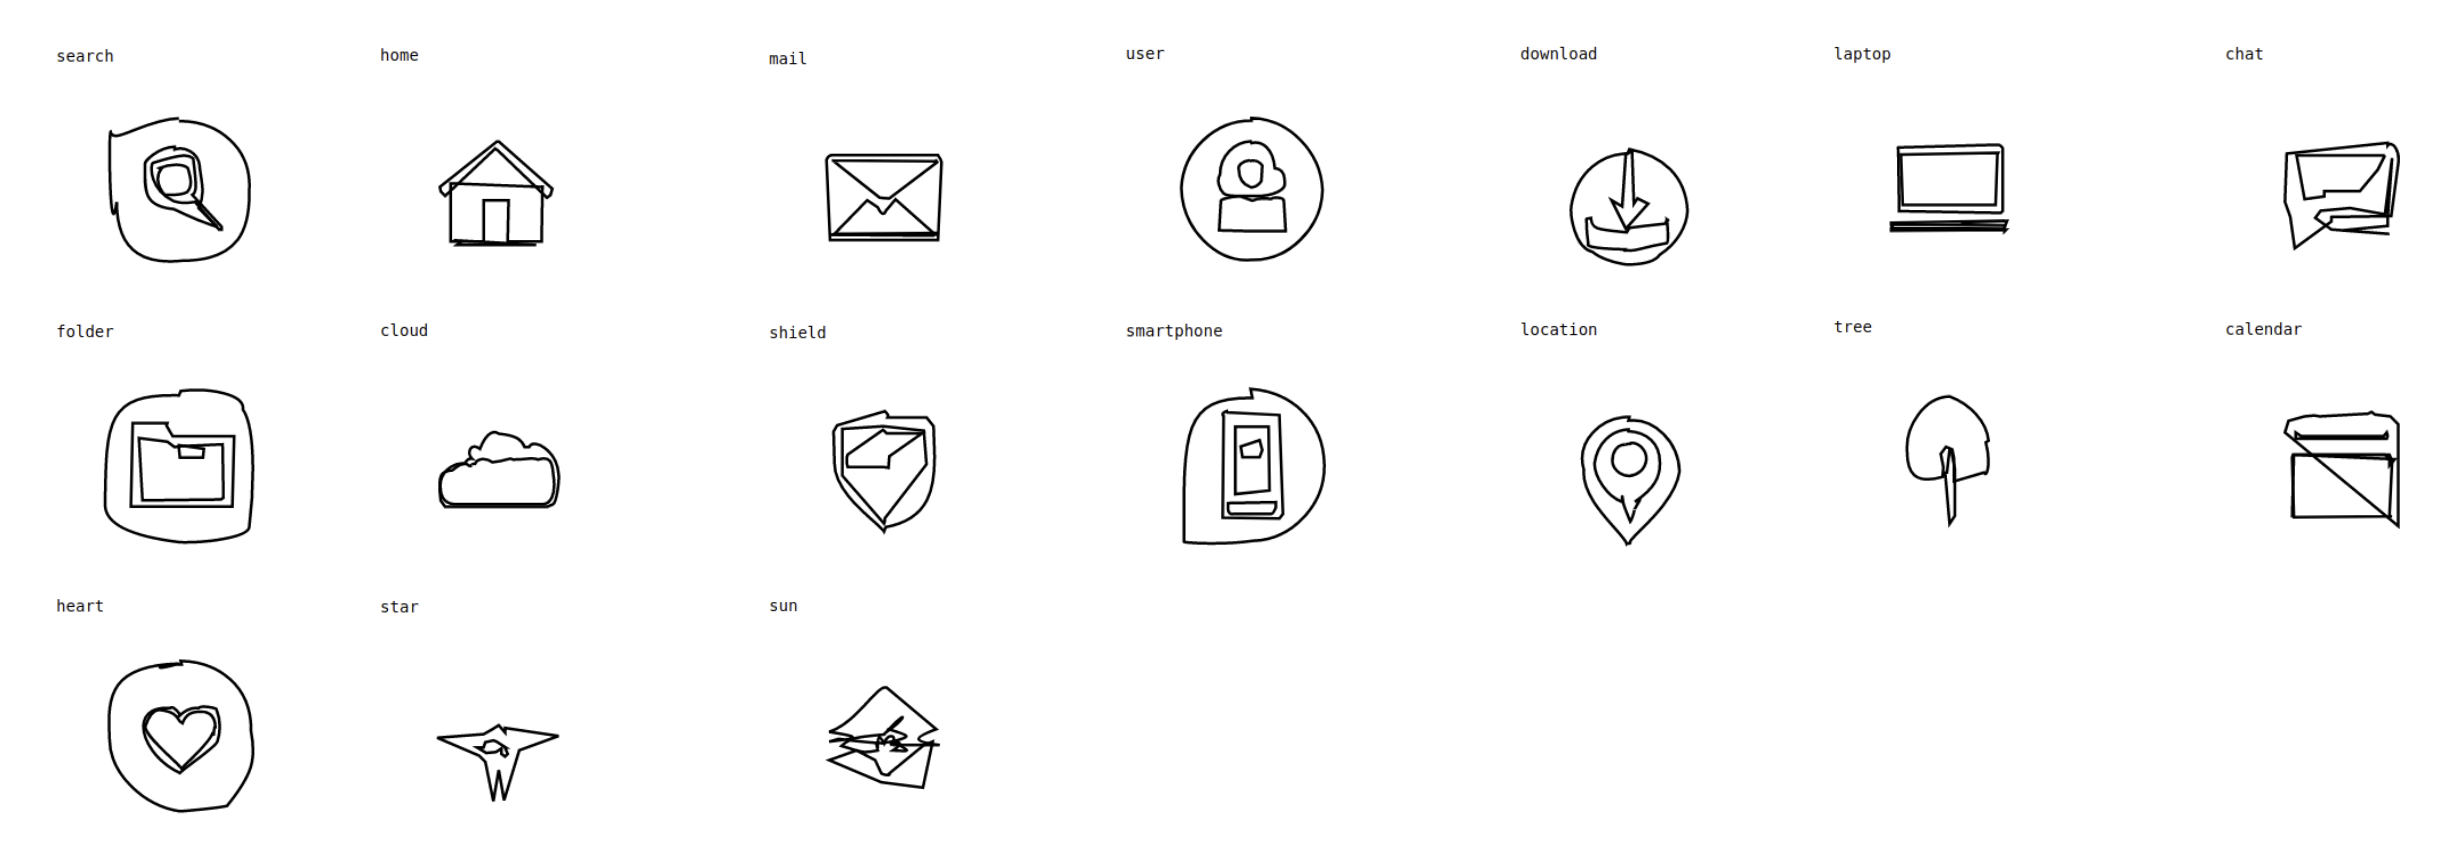 search
home
mail
user
download
laptop
chat
folder
cloud
shield
smartphone
location
tree
calendar
heart
star
sun